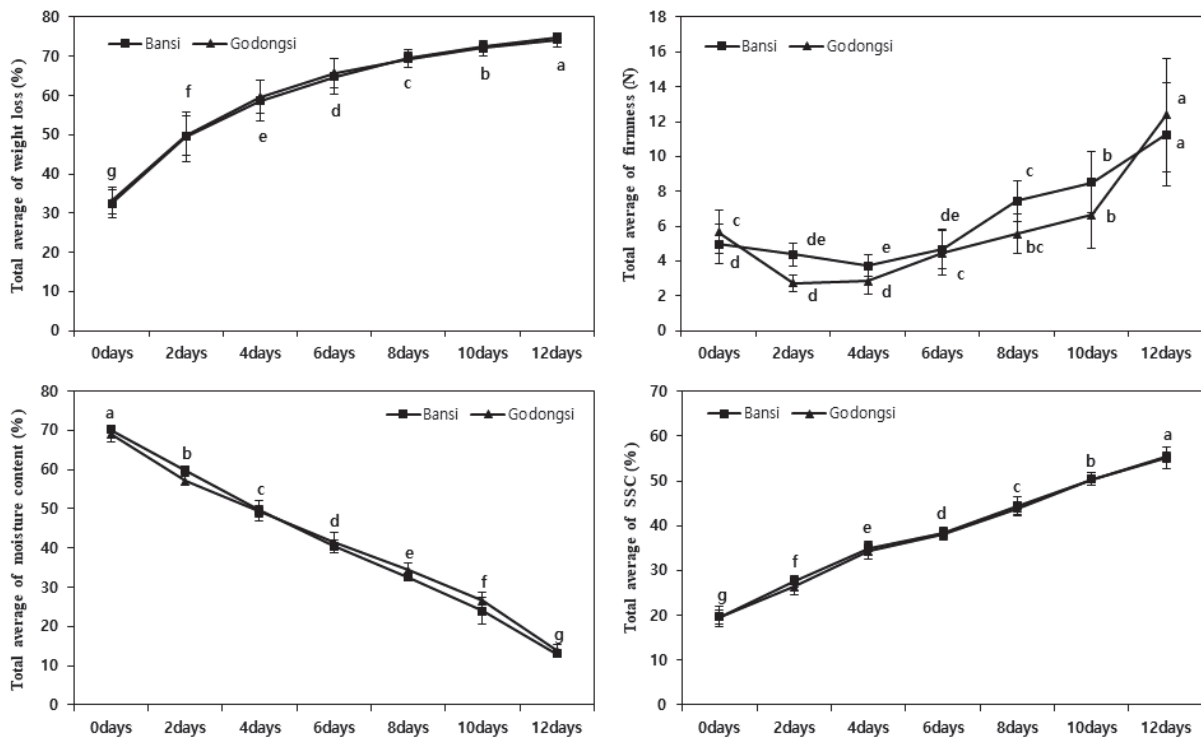 Total average of weight loss (%)
80
70
60
50
40
30
20
10
0
Bansi Godongsi
g
f
e
d
c
b
a
0days 2days 4days 6days 8days 10days 12days
Total average of firmness (N)
18
16
14
12
10
8
6
4
2
0
Bansi Godongsi
c
d
de
d
e
d
de
c
c
bc
b
b
a
a
0days 2days 4days 6days 8days 10days 12days
Total average of moisture content (%)
80
70
60
50
40
30
20
10
0
Bansi Godongsi
a
b
c
d
e
f
g
0days 2days 4days 6days 8days 10days 12days
Total average of SSC (%)
70
60
50
40
30
20
10
0
Bansi Godongsi
g
f
e
d
c
b
a
0days 2days 4days 6days 8days 10days 12days